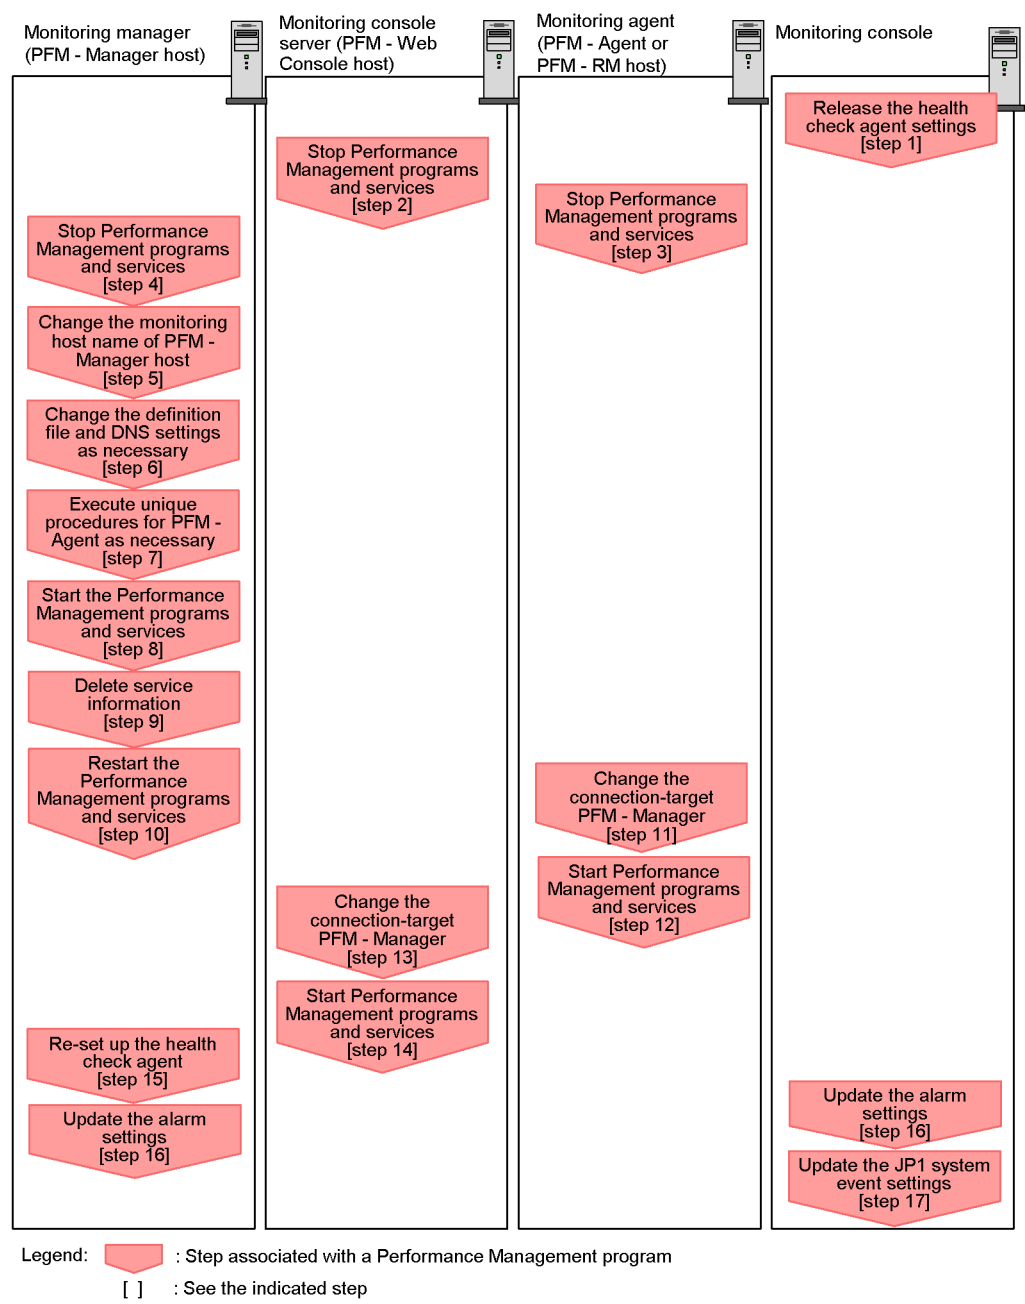 Monitoring manager
(PFM - Manager host)
Monitoring console
server (PFM - Web
Console host)
Monitoring agent
(PFM - Agent or
PFM - RM host)
Monitoring console
Release the health
check agent settings
[step 1]
Stop Performance
Management programs
and services
[step 2]
Stop Performance
Management programs
and services
[step 3]
Stop Performance
Management programs
and services
[step 4]
Change the monitoring
host name of PFM -
Manager host
[step 5]
Change the definition
file and DNS settings
as necessary
[step 6]
Execute unique
procedures for PFM -
Agent as necessary
[step 7]
Start the Performance
Management programs
and services
[step 8]
Delete service
information
[step 9]
Restart the
Performance
Management programs
and services
[step 10]
Change the
connection-target
PFM - Manager
[step 11]
Start Performance
Management programs
and services
[step 12]
Change the
connection-target
PFM - Manager
[step 13]
Start Performance
Management programs
and services
[step 14]
Re-set up the health
check agent
[step 15]
Update the alarm
settings
[step 16]
Update the alarm
settings
[step 16]
Update the JP1 system
event settings
[step 17]
Legend: : Step associated with a Performance Management program
[ ] : See the indicated step